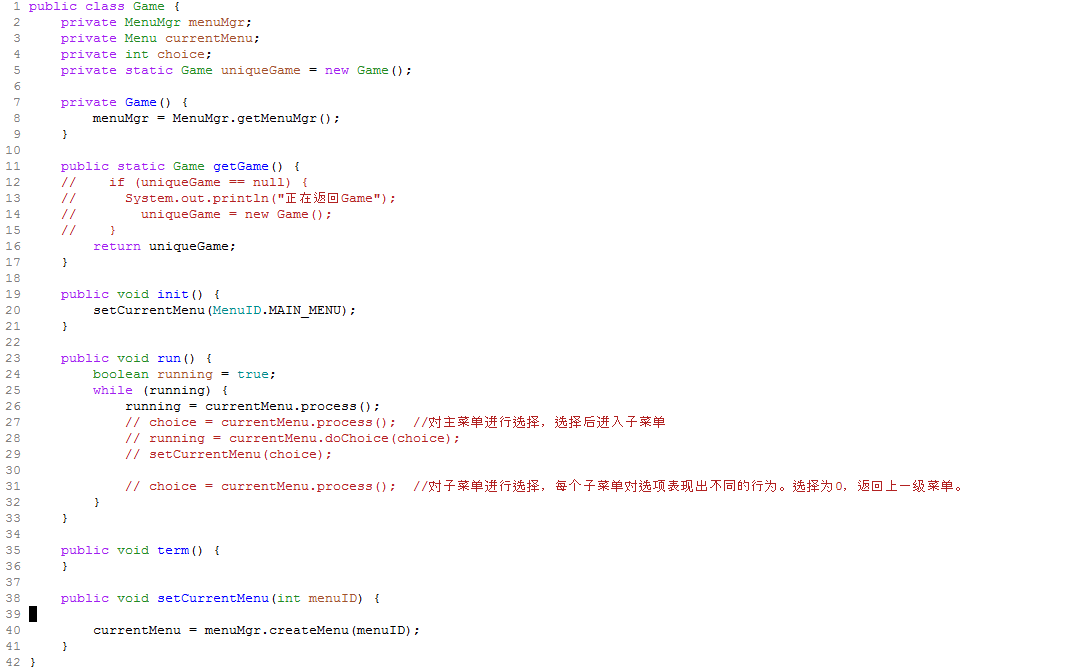 1 public class Game {
2     private MenuMgr menuMgr;
3     private Menu currentMenu;
4     private int choice;
5     private static Game uniqueGame = new Game();
6
7     private Game() {
8         menuMgr = MenuMgr.getMenuMgr();
9     }
10
11     public static Game getGame() {
12     //    if (uniqueGame == null) {
13     //      System.out.println("正在返回Game");
14     //        uniqueGame = new Game();
15     //    }
16         return uniqueGame;
17     }
18
19     public void init() {
20         setCurrentMenu(MenuID.MAIN_MENU);
21     }
22
23     public void run() {
24         boolean running = true;
25         while (running) {
26             running = currentMenu.process();
27             // choice = currentMenu.process();  //对主菜单进行选择，选择后进入子菜单
28             // running = currentMenu.doChoice(choice);
29             // setCurrentMenu(choice);
30
31             // choice = currentMenu.process();  //对子菜单进行选择，每个子菜单对选项表现出不同的行为。选择为0，返回上一级菜单。
32         }
33     }
34
35     public void term() {
36     }
37
38     public void setCurrentMenu(int menuID) {
39
40         currentMenu = menuMgr.createMenu(menuID);
41     }
42 }